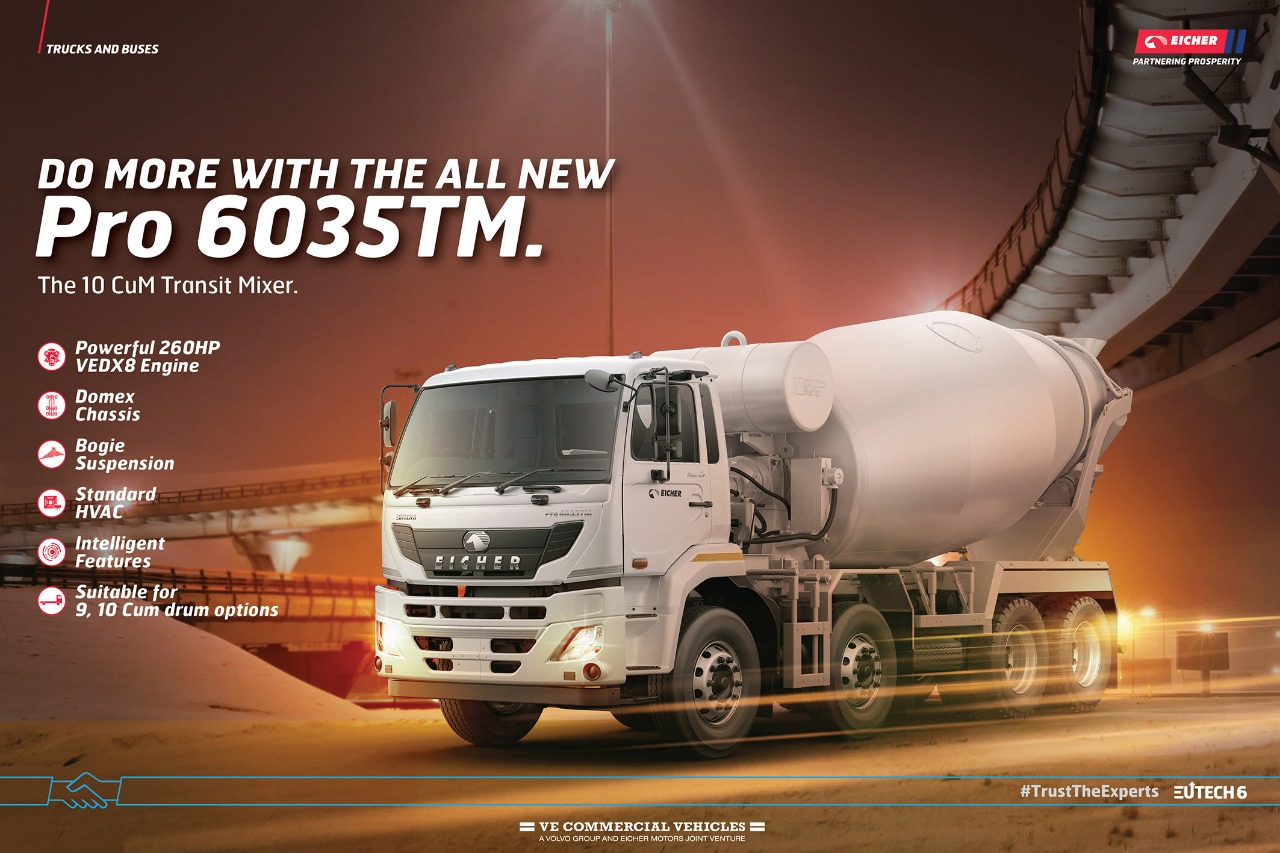 TRUCKS AND BUSES
EICHER
PARTNERING PROSPERITY
DO MORE WITH THE ALL NEW
Pro 6035TM.
The 10 CuM Transit Mixer.
Powerful 260HP
VEDX8 Engine
Domex
Chassis
Bogie
Suspension
Standard
HVAC
Intelligent
Features
Suitable for
9, 10 Cum drum options
EICHER
Pro 6035TM
EICHER
#TrustTheExperts
EUTECH6
VE COMMERCIAL VEHICLES
A VOLVO GROUP AND EICHER MOTORS JOINT VENTURE